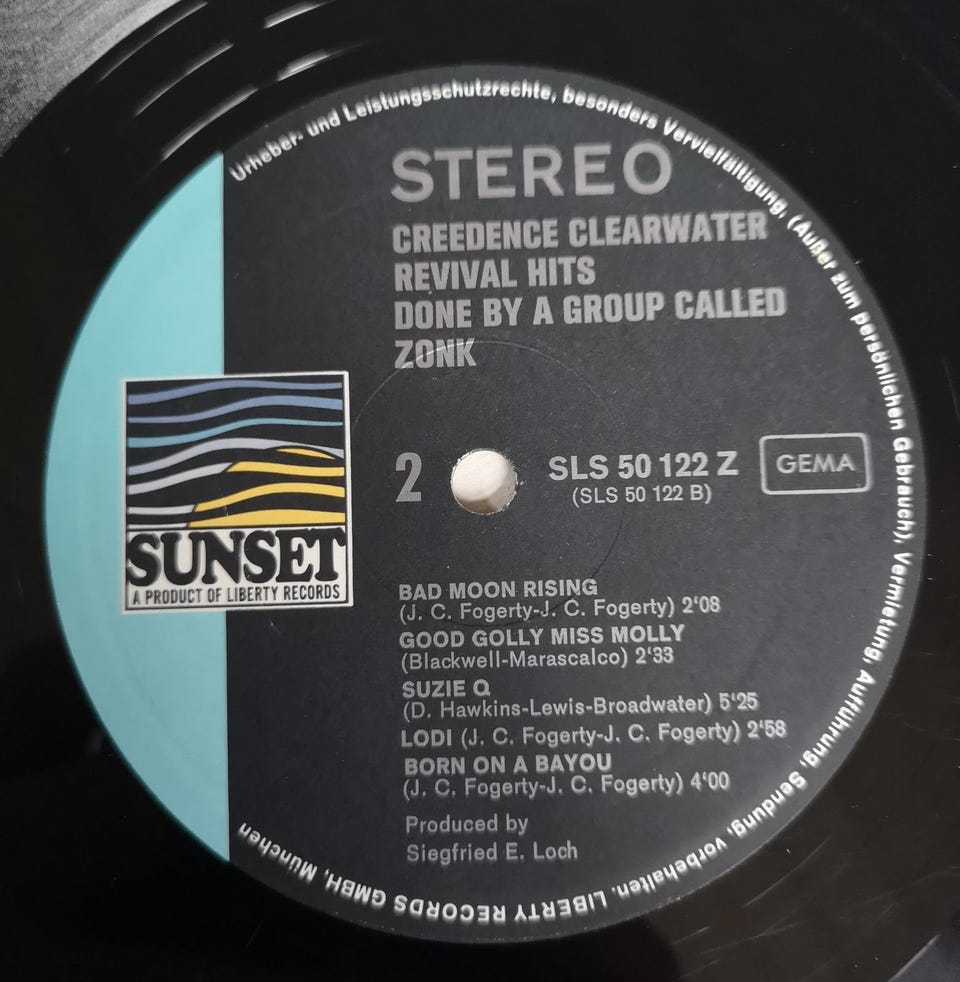 Urheber- und Leistungsschutzrechte, besonders Vervielfältigung, (Außer zum persönlichen Gebrauch), Vermietung, Aufführung, Sendung, vorbehalten. LIBERTY RECORDS GMBH, München
STEREO
CREEDENCE CLEARWATER
REVIVAL HITS
DONE BY A GROUP CALLED
ZONK
2
SLS 50 122 Z
(SLS 50 122 B)
GEMA
SUNSET
A PRODUCT OF LIBERTY RECORDS
BAD MOON RISING
(J. C. Fogerty-J. C. Fogerty) 2'08
GOOD GOLLY MISS MOLLY
(Blackwell-Marascalco) 2'33
SUZIE Q
(D. Hawkins-Lewis-Broadwater) 5'25
LODI (J. C. Fogerty-J. C. Fogerty) 2'58
BORN ON A BAYOU
(J. C. Fogerty-J. C. Fogerty) 4'00
Produced by
Siegfried E. Loch